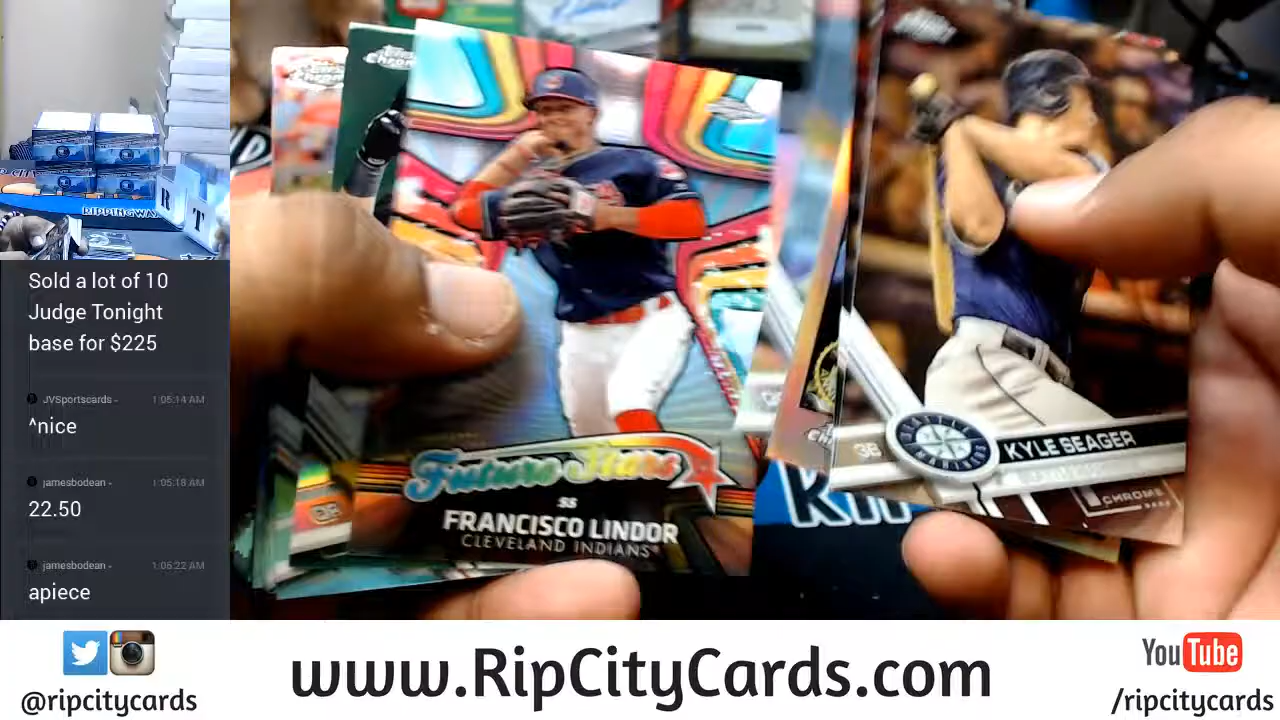 RIPPINGWAX
R
T
Sold a lot of 10
Judge Tonight
base for $225
JVSportscards - 1:05:14 AM
^nice
jamesbodean - 1:05:18 AM
22.50
jamesbodean - 1:05:22 AM
apiece
Future Stars
SS
FRANCISCO LINDOR
CLEVELAND INDIANS®
3B
KYLE SEAGER
CHROME
@ripcitycards
www.RipCityCards.com
YouTube
/ripcitycards